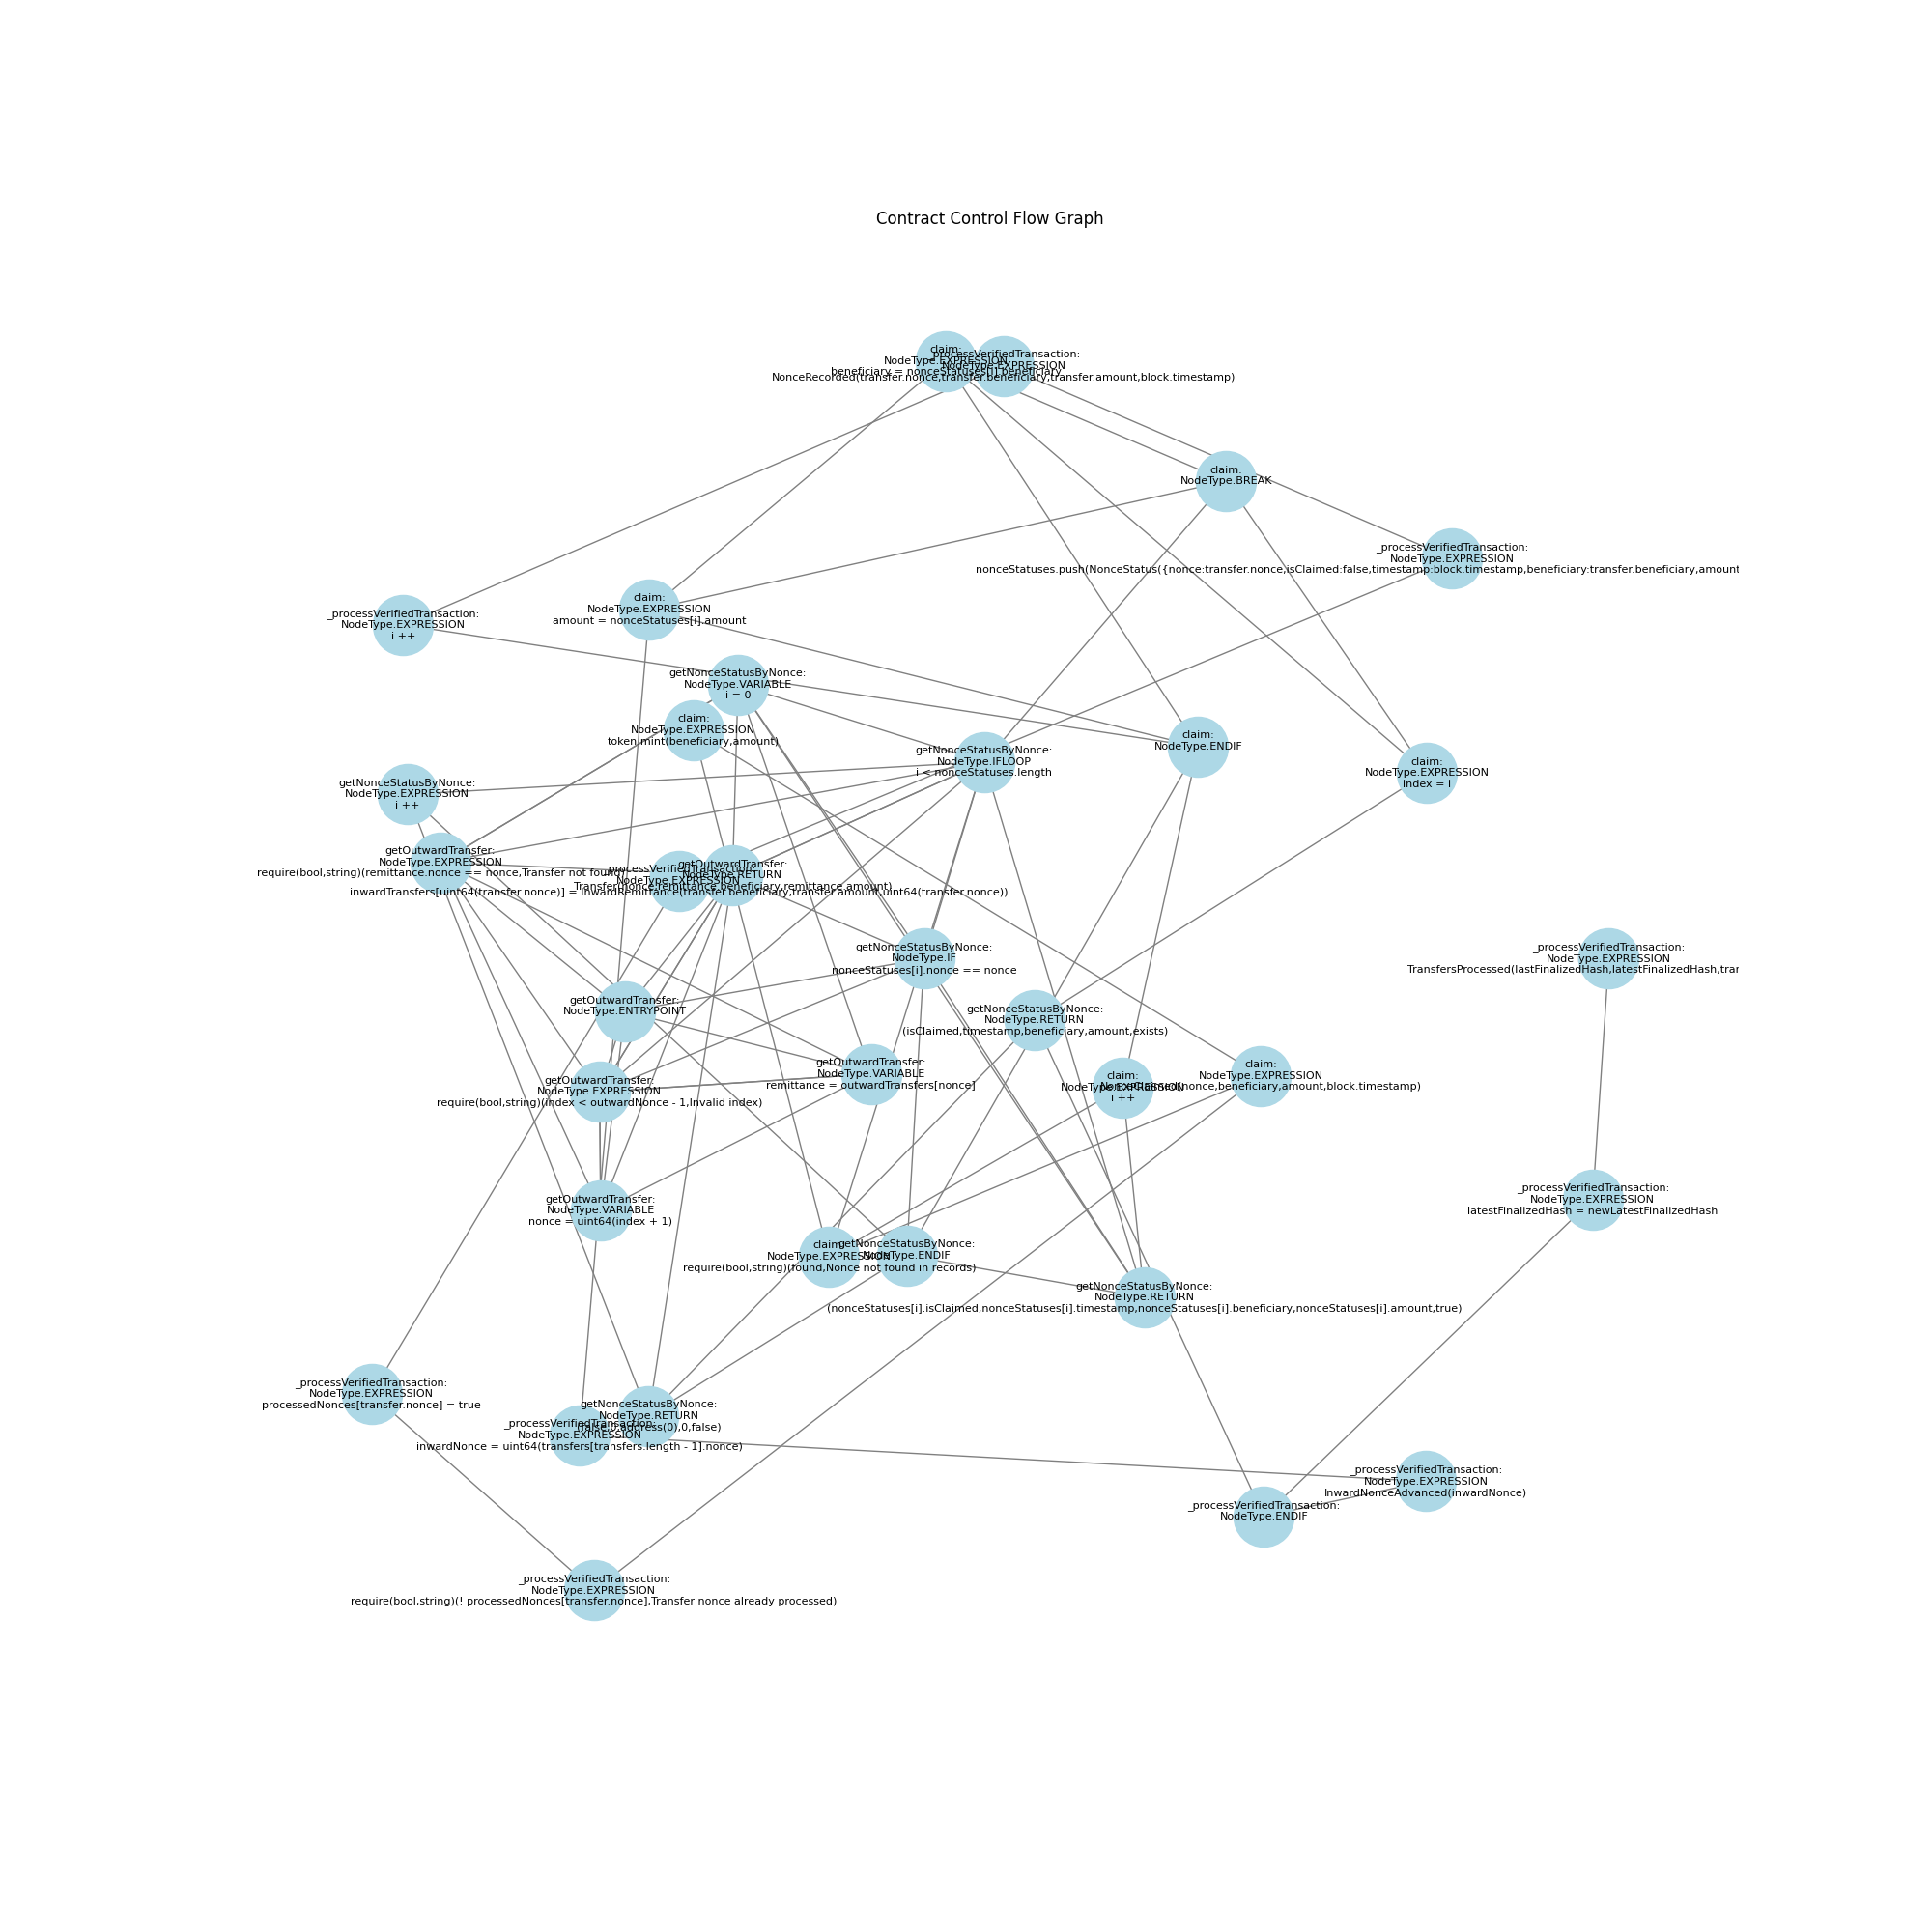 Contract Control Flow Graph
claim:
NodeType.EXPRESSION
beneficiary = nonceStatuses[i].beneficiary
_processVerifiedTransaction:
NodeType.EXPRESSION
NonceRecorded(transfer.nonce,transfer.beneficiary,transfer.amount,block.timestamp)
claim:
NodeType.BREAK
_processVerifiedTransaction:
NodeType.EXPRESSION
nonceStatuses.push(NonceStatus({nonce:transfer.nonce,isClaimed:false,timestamp:block.timestamp,beneficiary:transfer.beneficiary,amount
claim:
NodeType.EXPRESSION
amount = nonceStatuses[i].amount
_processVerifiedTransaction:
NodeType.EXPRESSION
i ++
getNonceStatusByNonce:
NodeType.VARIABLE
i = 0
claim:
NodeType.EXPRESSION
token.mint(beneficiary,amount)
claim:
NodeType.ENDIF
getNonceStatusByNonce:
NodeType.IFLOOP
i < nonceStatuses.length
claim:
NodeType.EXPRESSION
index = i
getNonceStatusByNonce:
NodeType.EXPRESSION
i ++
getOutwardTransfer:
NodeType.EXPRESSION
require(bool,string)(remittance.nonce == nonce,Transfer not found)
getOutwardTransfer:
NodeType.RETURN
Transfer(nonce,remittance.beneficiary,remittance.amount)
_processVerifiedTransaction:
NodeType.EXPRESSION
inwardTransfers[uint64(transfer.nonce)] = InwardRemittance(transfer.beneficiary,transfer.amount,uint64(transfer.nonce))
getNonceStatusByNonce:
NodeType.IF
nonceStatuses[i].nonce == nonce
_processVerifiedTransaction:
NodeType.EXPRESSION
TransfersProcessed(lastFinalizedHash,latestFinalizedHash,tran
getOutwardTransfer:
NodeType.ENTRYPOINT
getNonceStatusByNonce:
NodeType.RETURN
(isClaimed,timestamp,beneficiary,amount,exists)
getOutwardTransfer:
NodeType.VARIABLE
remittance = outwardTransfers[nonce]
claim:
NodeType.EXPRESSION
NonceClaimed(nonce,beneficiary,amount,block.timestamp)
claim:
NodeType.EXPRESSION
i ++
getOutwardTransfer:
NodeType.EXPRESSION
require(bool,string)(index < outwardNonce - 1,Invalid index)
_processVerifiedTransaction:
NodeType.EXPRESSION
latestFinalizedHash = newLatestFinalizedHash
getOutwardTransfer:
NodeType.VARIABLE
nonce = uint64(index + 1)
claim:
NodeType.EXPRESSION
require(bool,string)(found,Nonce not found in records)
getNonceStatusByNonce:
NodeType.ENDIF
getNonceStatusByNonce:
NodeType.RETURN
(nonceStatuses[i].isClaimed,nonceStatuses[i].timestamp,nonceStatuses[i].beneficiary,nonceStatuses[i].amount,true)
_processVerifiedTransaction:
NodeType.EXPRESSION
processedNonces[transfer.nonce] = true
getNonceStatusByNonce:
NodeType.RETURN
(false,0,address(0),0,false)
_processVerifiedTransaction:
NodeType.EXPRESSION
inwardNonce = uint64(transfers[transfers.length - 1].nonce)
_processVerifiedTransaction:
NodeType.EXPRESSION
InwardNonceAdvanced(inwardNonce)
_processVerifiedTransaction:
NodeType.ENDIF
_processVerifiedTransaction:
NodeType.EXPRESSION
require(bool,string)(! processedNonces[transfer.nonce],Transfer nonce already processed)